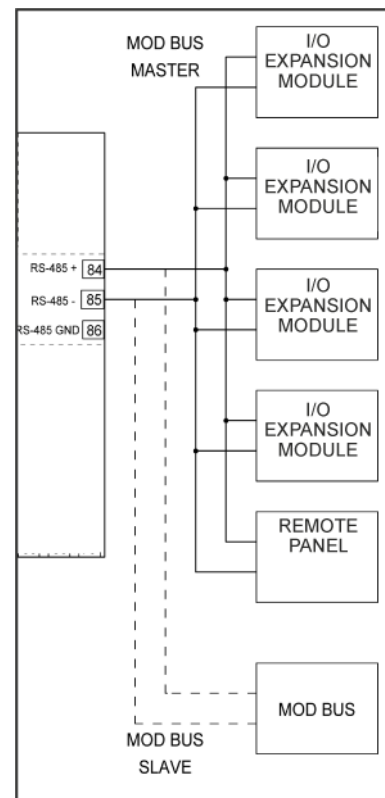 MOD BUS
MASTER
I/O
EXPANSION
MODULE
I/O
EXPANSION
MODULE
RS-485 + 84
RS-485 - 85
RS-485 GND 86
I/O
EXPANSION
MODULE
I/O
EXPANSION
MODULE
REMOTE
PANEL
MOD BUS
MOD BUS
SLAVE